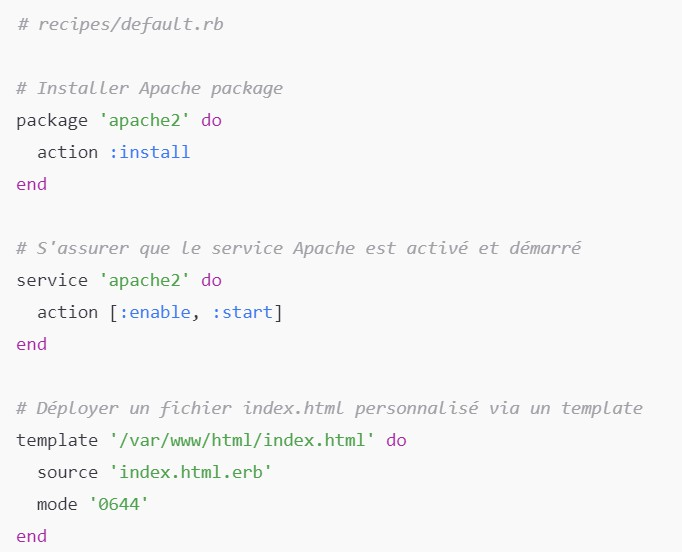 # recipes/default.rb
# Installer Apache package
package 'apache2' do
  action :install
end
# S'assurer que le service Apache est activé et démarré
service 'apache2' do
  action [:enable, :start]
end
# Déployer un fichier index.html personnalisé via un template
template '/var/www/html/index.html' do
  source 'index.html.erb'
  mode '0644'
end